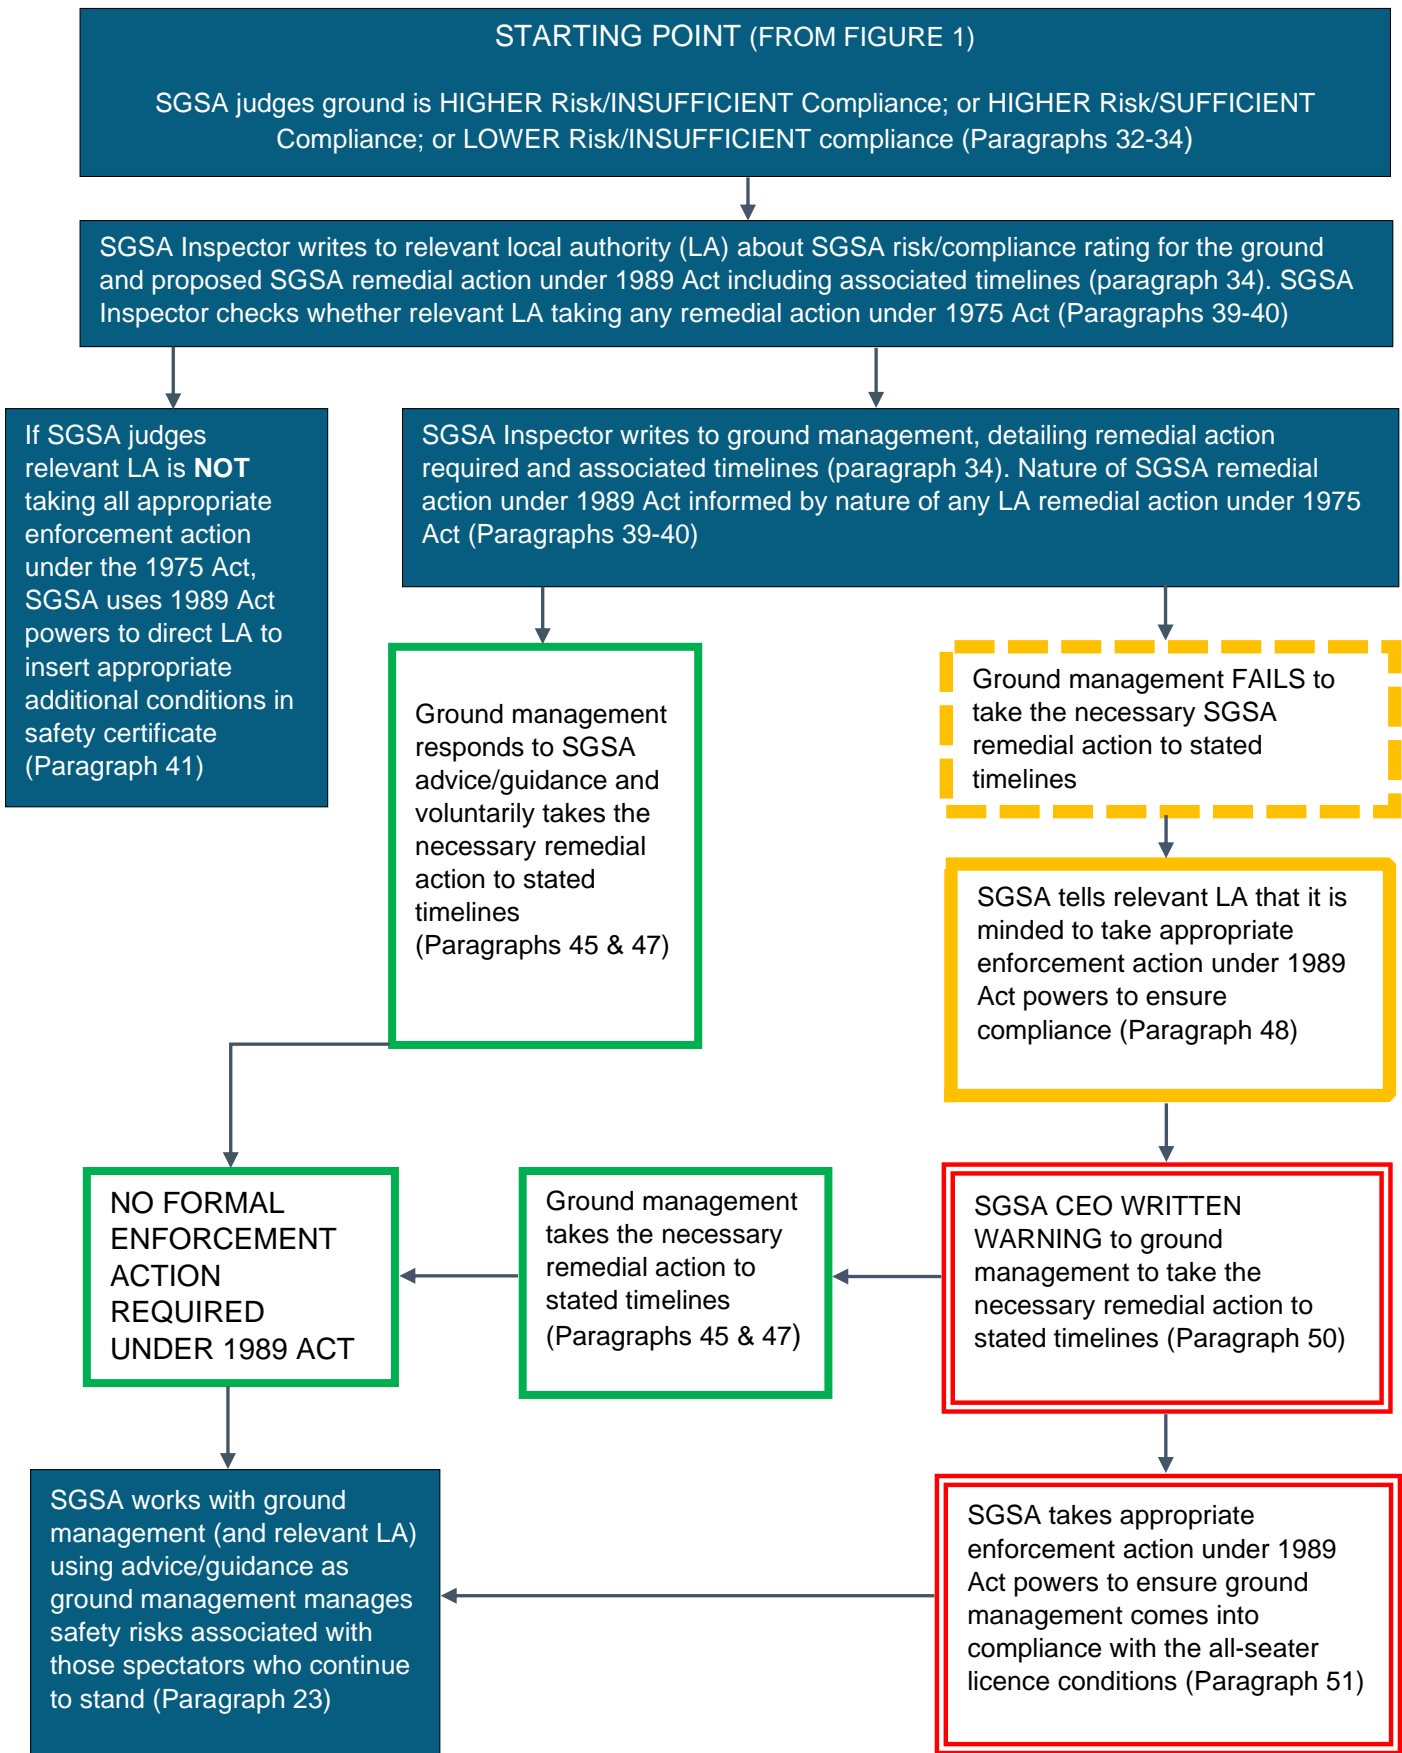 STARTING POINT (FROM FIGURE 1)
SGSA judges ground is HIGHER Risk/INSUFFICIENT Compliance; or HIGHER Risk/SUFFICIENT
Compliance; or LOWER Risk/INSUFFICIENT compliance (Paragraphs 32-34)
SGSA Inspector writes to relevant local authority (LA) about SGSA risk/compliance rating for the ground
and proposed SGSA remedial action under 1989 Act including associated timelines (paragraph 34). SGSA
Inspector checks whether relevant LA taking any remedial action under 1975 Act (Paragraphs 39-40)
If SGSA judges
relevant LA is NOT
taking all appropriate
enforcement action
under the 1975 Act,
SGSA uses 1989 Act
powers to direct LA to
insert appropriate
additional conditions in
safety certificate
(Paragraph 41)
SGSA Inspector writes to ground management, detailing remedial action
required and associated timelines (paragraph 34). Nature of SGSA remedial
action under 1989 Act informed by nature of any LA remedial action under 1975
Act (Paragraphs 39-40)
Ground management
responds to SGSA
advice/guidance and
voluntarily takes the
necessary remedial
action to stated
timelines
(Paragraphs 45 & 47)
Ground management FAILS to
take the necessary SGSA
remedial action to stated
timelines
SGSA tells relevant LA that it is
minded to take appropriate
enforcement action under 1989
Act powers to ensure
compliance (Paragraph 48)
NO FORMAL
ENFORCEMENT
ACTION
REQUIRED
UNDER 1989 ACT
Ground management
takes the necessary
remedial action to
stated timelines
(Paragraphs 45 & 47)
SGSA CEO WRITTEN
WARNING to ground
management to take the
necessary remedial action to
stated timelines (Paragraph 50)
SGSA works with ground
management (and relevant LA)
using advice/guidance as
ground management manages
safety risks associated with
those spectators who continue
to stand (Paragraph 23)
SGSA takes appropriate
enforcement action under 1989
Act powers to ensure ground
management comes into
compliance with the all-seater
licence conditions (Paragraph 51)